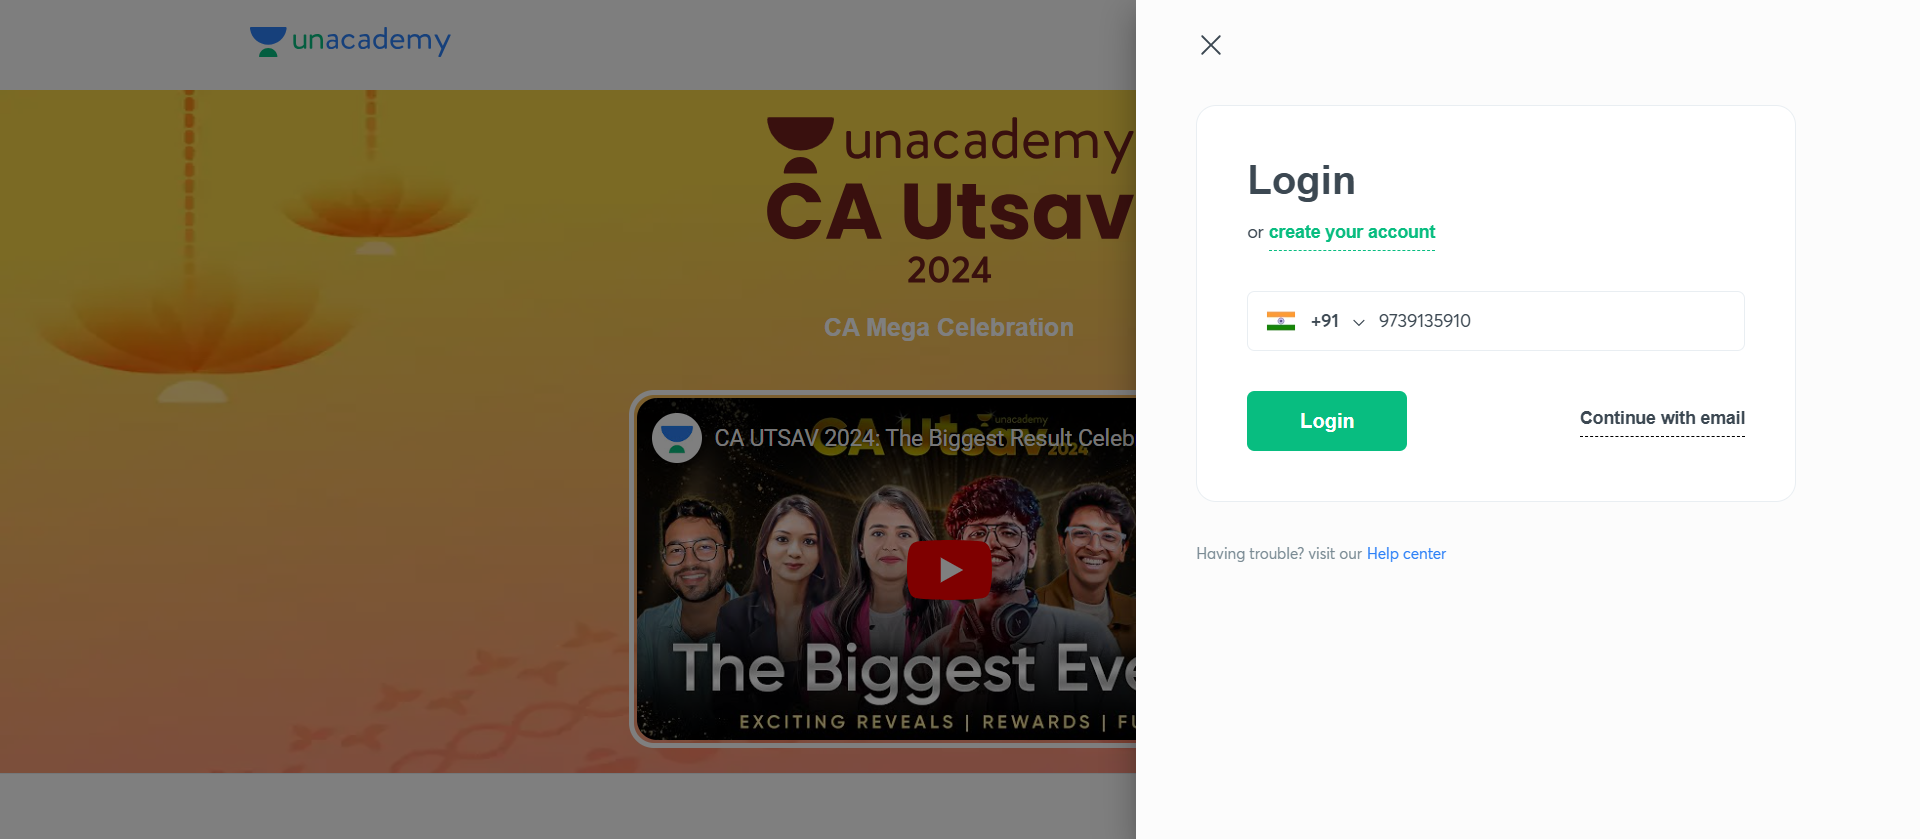 unacademy
unacademy
CA Utsav
2024
CA Mega Celebration
CA UTSAV 2024: The Biggest Result Celeb
unacademy
CA Utsav
2024
The Biggest Eve
EXCITING REVEALS | REWARDS | FU
Login
or create your account
+91 9739135910
Login
Continue with email
Having trouble? visit our Help center